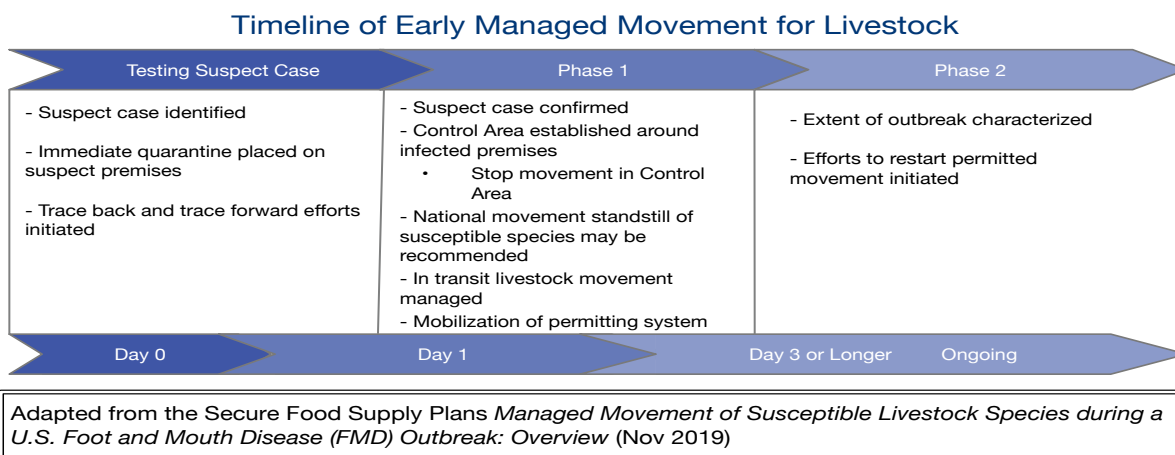 Timeline of Early Managed Movement for Livestock
Testing Suspect Case
Phase 1
Phase 2
- Suspect case identified
- Immediate quarantine placed on
suspect premises
- Trace back and trace forward efforts
initiated
- Suspect case confirmed
- Control Area established around
infected premises
• Stop movement in Control
Area
- National movement standstill of
susceptible species may be
recommended
- In transit livestock movement
managed
- Mobilization of permitting system
- Extent of outbreak characterized
- Efforts to restart permitted
movement initiated
Day 0
Day 1
Day 3 or Longer Ongoing
Adapted from the Secure Food Supply Plans Managed Movement of Susceptible Livestock Species during a
U.S. Foot and Mouth Disease (FMD) Outbreak: Overview (Nov 2019)